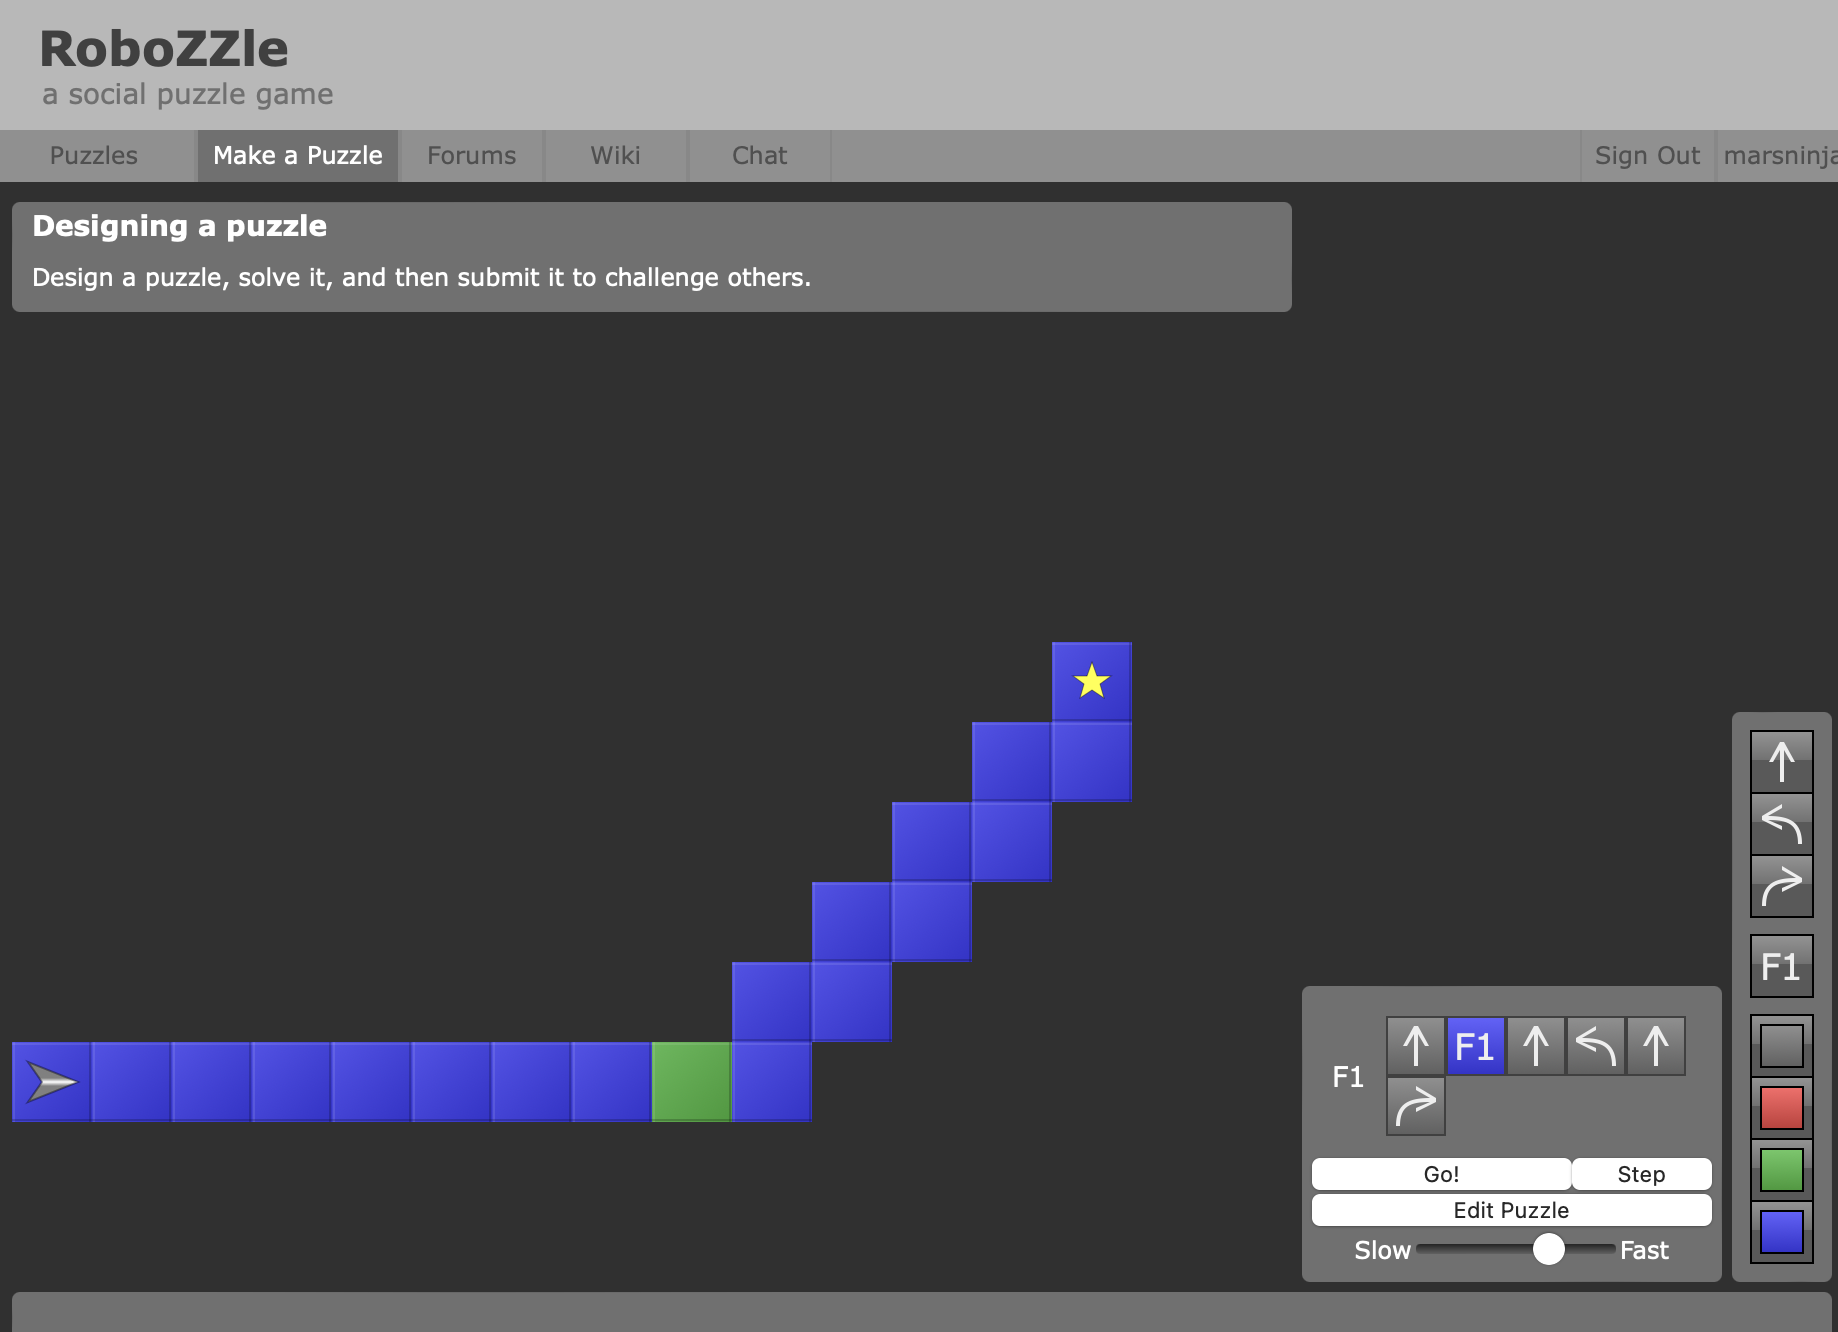 RoboZZle
a social puzzle game
Puzzles
Make a Puzzle
Forums
Wiki
Chat
Sign Out
marsninja
Designing a puzzle
Design a puzzle, solve it, and then submit it to challenge others.
F1
F1
F1
Go!
Step
Edit Puzzle
Slow
Fast